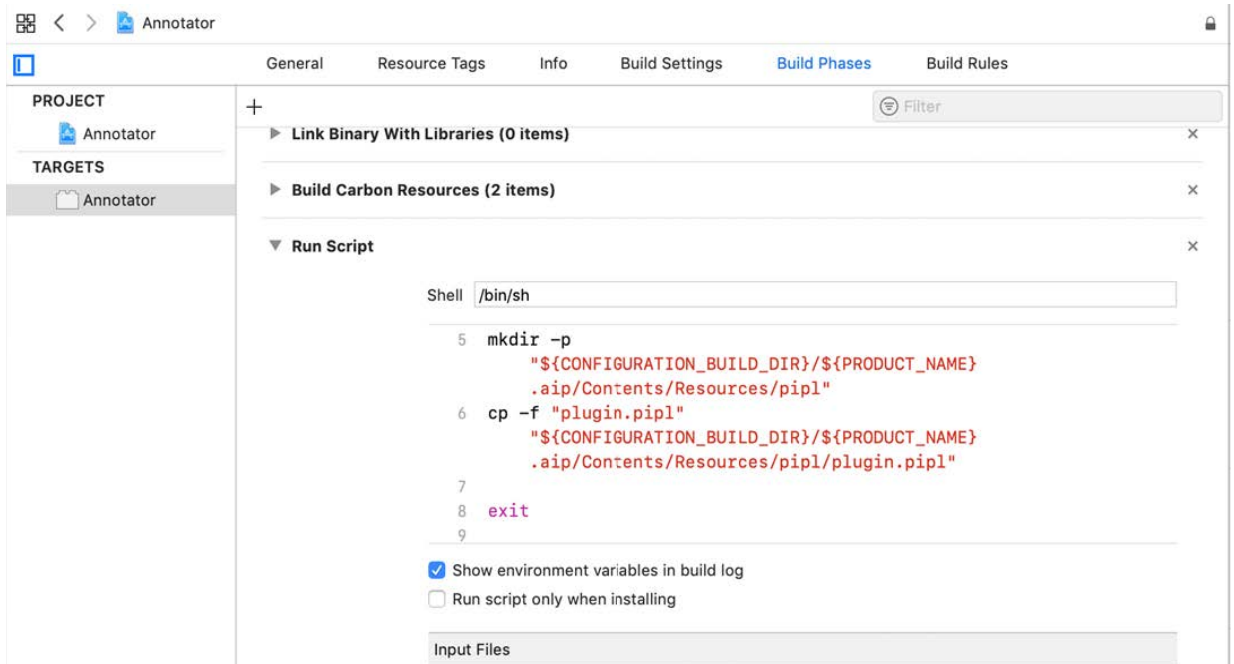 Annotator
General Resource Tags Info Build Settings Build Phases Build Rules
PROJECT
Annotator
TARGETS
Annotator
+ Filter
Link Binary With Libraries (0 items) ×
Build Carbon Resources (2 items) ×
Run Script ×
Shell /bin/sh
5 mkdir -p
"${CONFIGURATION_BUILD_DIR}/${PRODUCT_NAME}
.aip/Contents/Resources/pipl"
6 cp -f "plugin.pipl"
"${CONFIGURATION_BUILD_DIR}/${PRODUCT_NAME}
.aip/Contents/Resources/pipl/plugin.pipl"
7
8 exit
9
Show environment variables in build log
Run script only when installing
Input Files